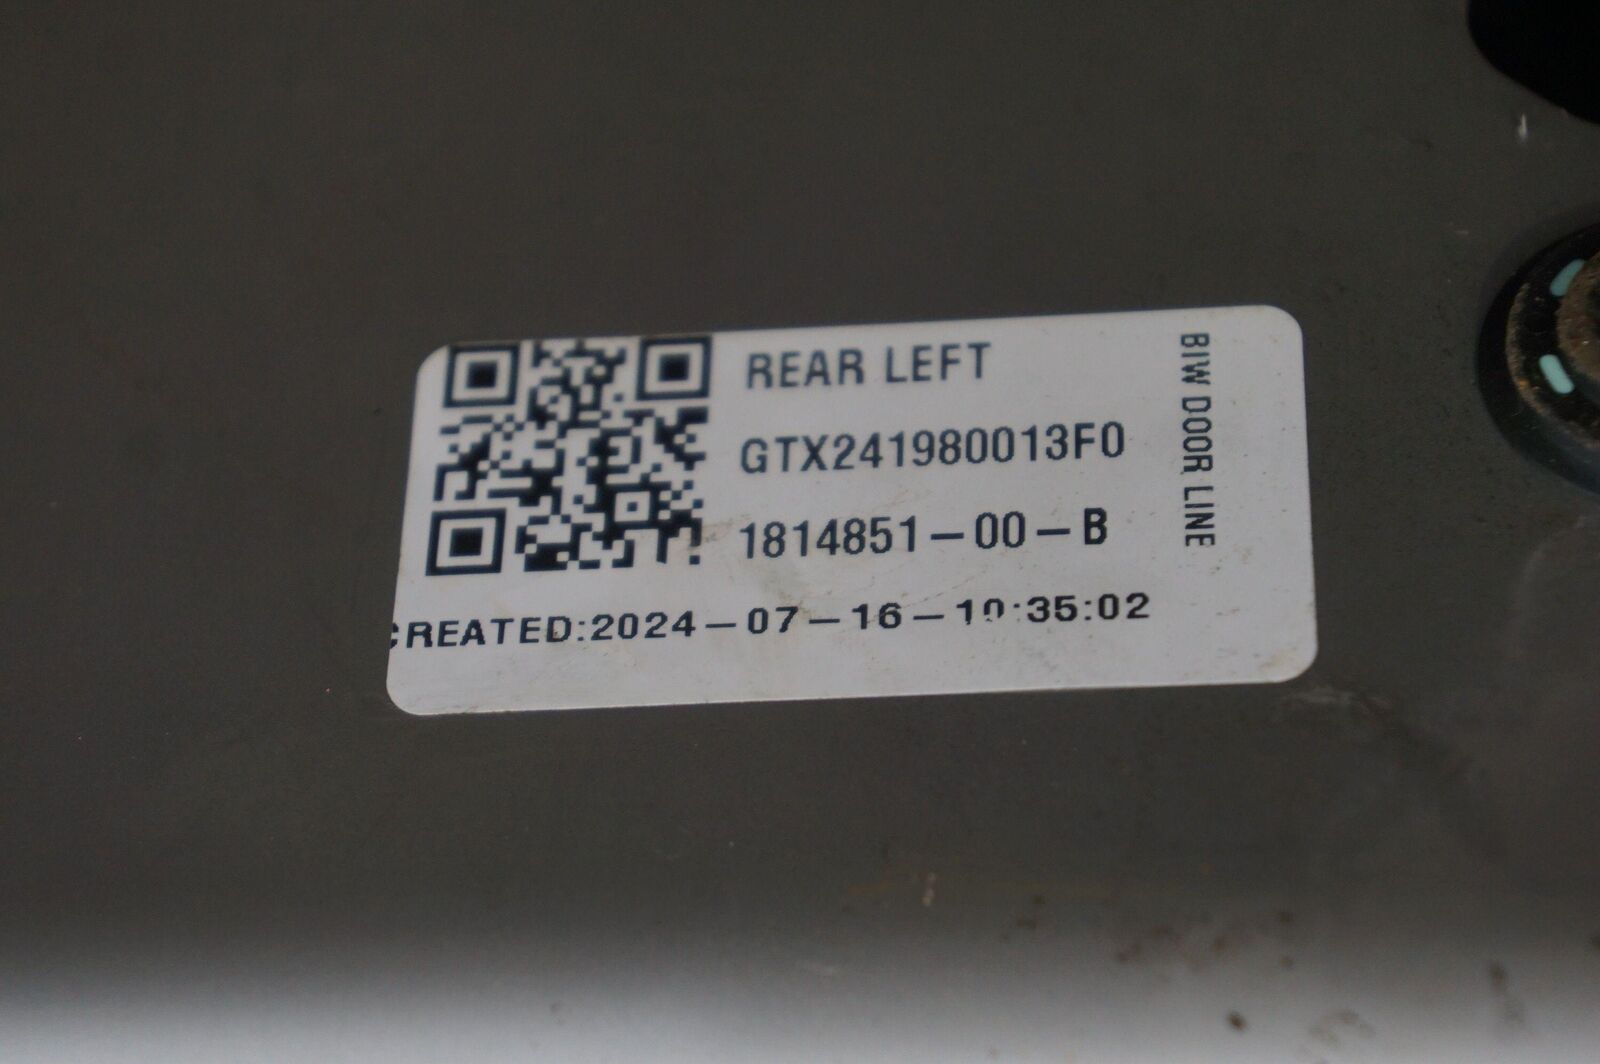 REAR LEFT
GTX241980013F0
1814851-00-B
CREATED:2024-07-16-10:35:02
BIW DOOR LINE